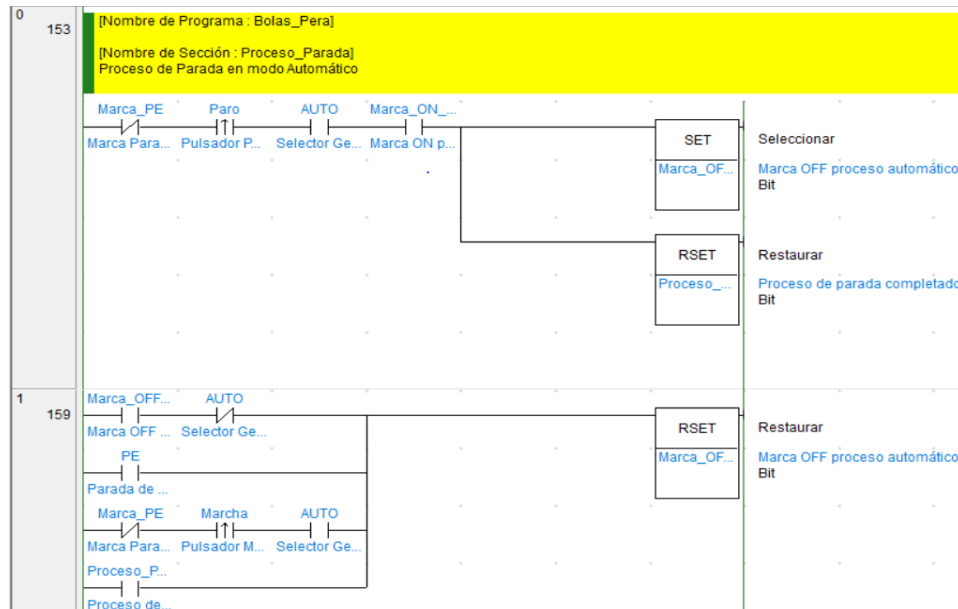 0
153
[Nombre de Programa : Bolas_Pera]
[Nombre de Sección : Proceso_Parada]
Proceso de Parada en modo Automático
Marca_PE Paro AUTO Marca_ON_...
Marca Para... Pulsador P... Selector Ge... Marca ON p...
SET Seleccionar
Marca_OF... Marca OFF proceso automático
Bit
RSET Restaurar
Proceso_... Proceso de parada completado
Bit
1
159
Marca_OFF... AUTO
Marca OFF ... Selector Ge...
RSET Restaurar
Marca_OF... Marca OFF proceso automático
Bit
PE
Parada de ...
Marca_PE Marcha AUTO
Marca Para... Pulsador M... Selector Ge...
Proceso_P...
Proceso de...